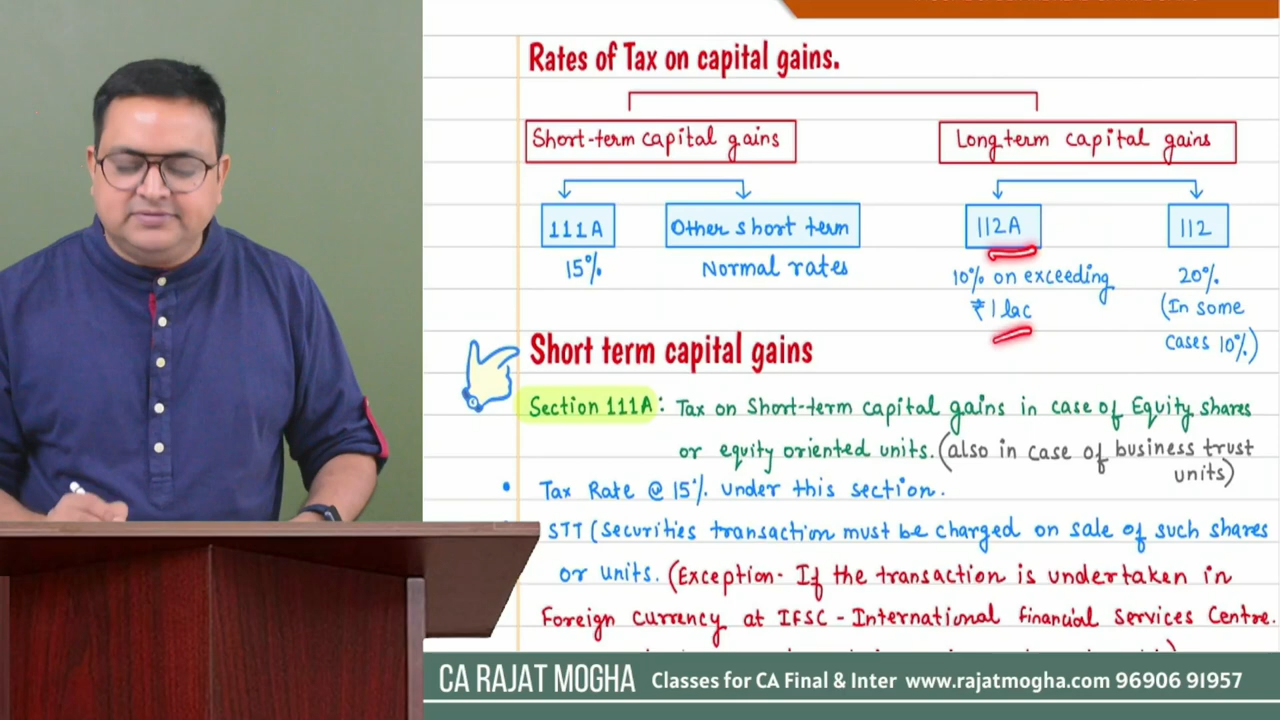 Rates of Tax on capital gains.
Short-term capital gains
Long term capital gains
111A
Other short term
112A
112
15%
Normal rates
10% on exceeding
₹1 lac
20%
(In some
cases 10%)
Short term capital gains
Section 111A: Tax on Short-term capital gains in case of Equity shares
or equity oriented units. (also in case of business trust
units)
• Tax Rate @ 15% under this section.
STT (Securities transaction must be charged on sale of such shares
or units. (Exception- If the transaction is undertaken in
Foreign currency at IFSC - International financial Services Centre.
CA RAJAT MOGHA Classes for CA Final & Inter www.rajatmogha.com 96906 91957